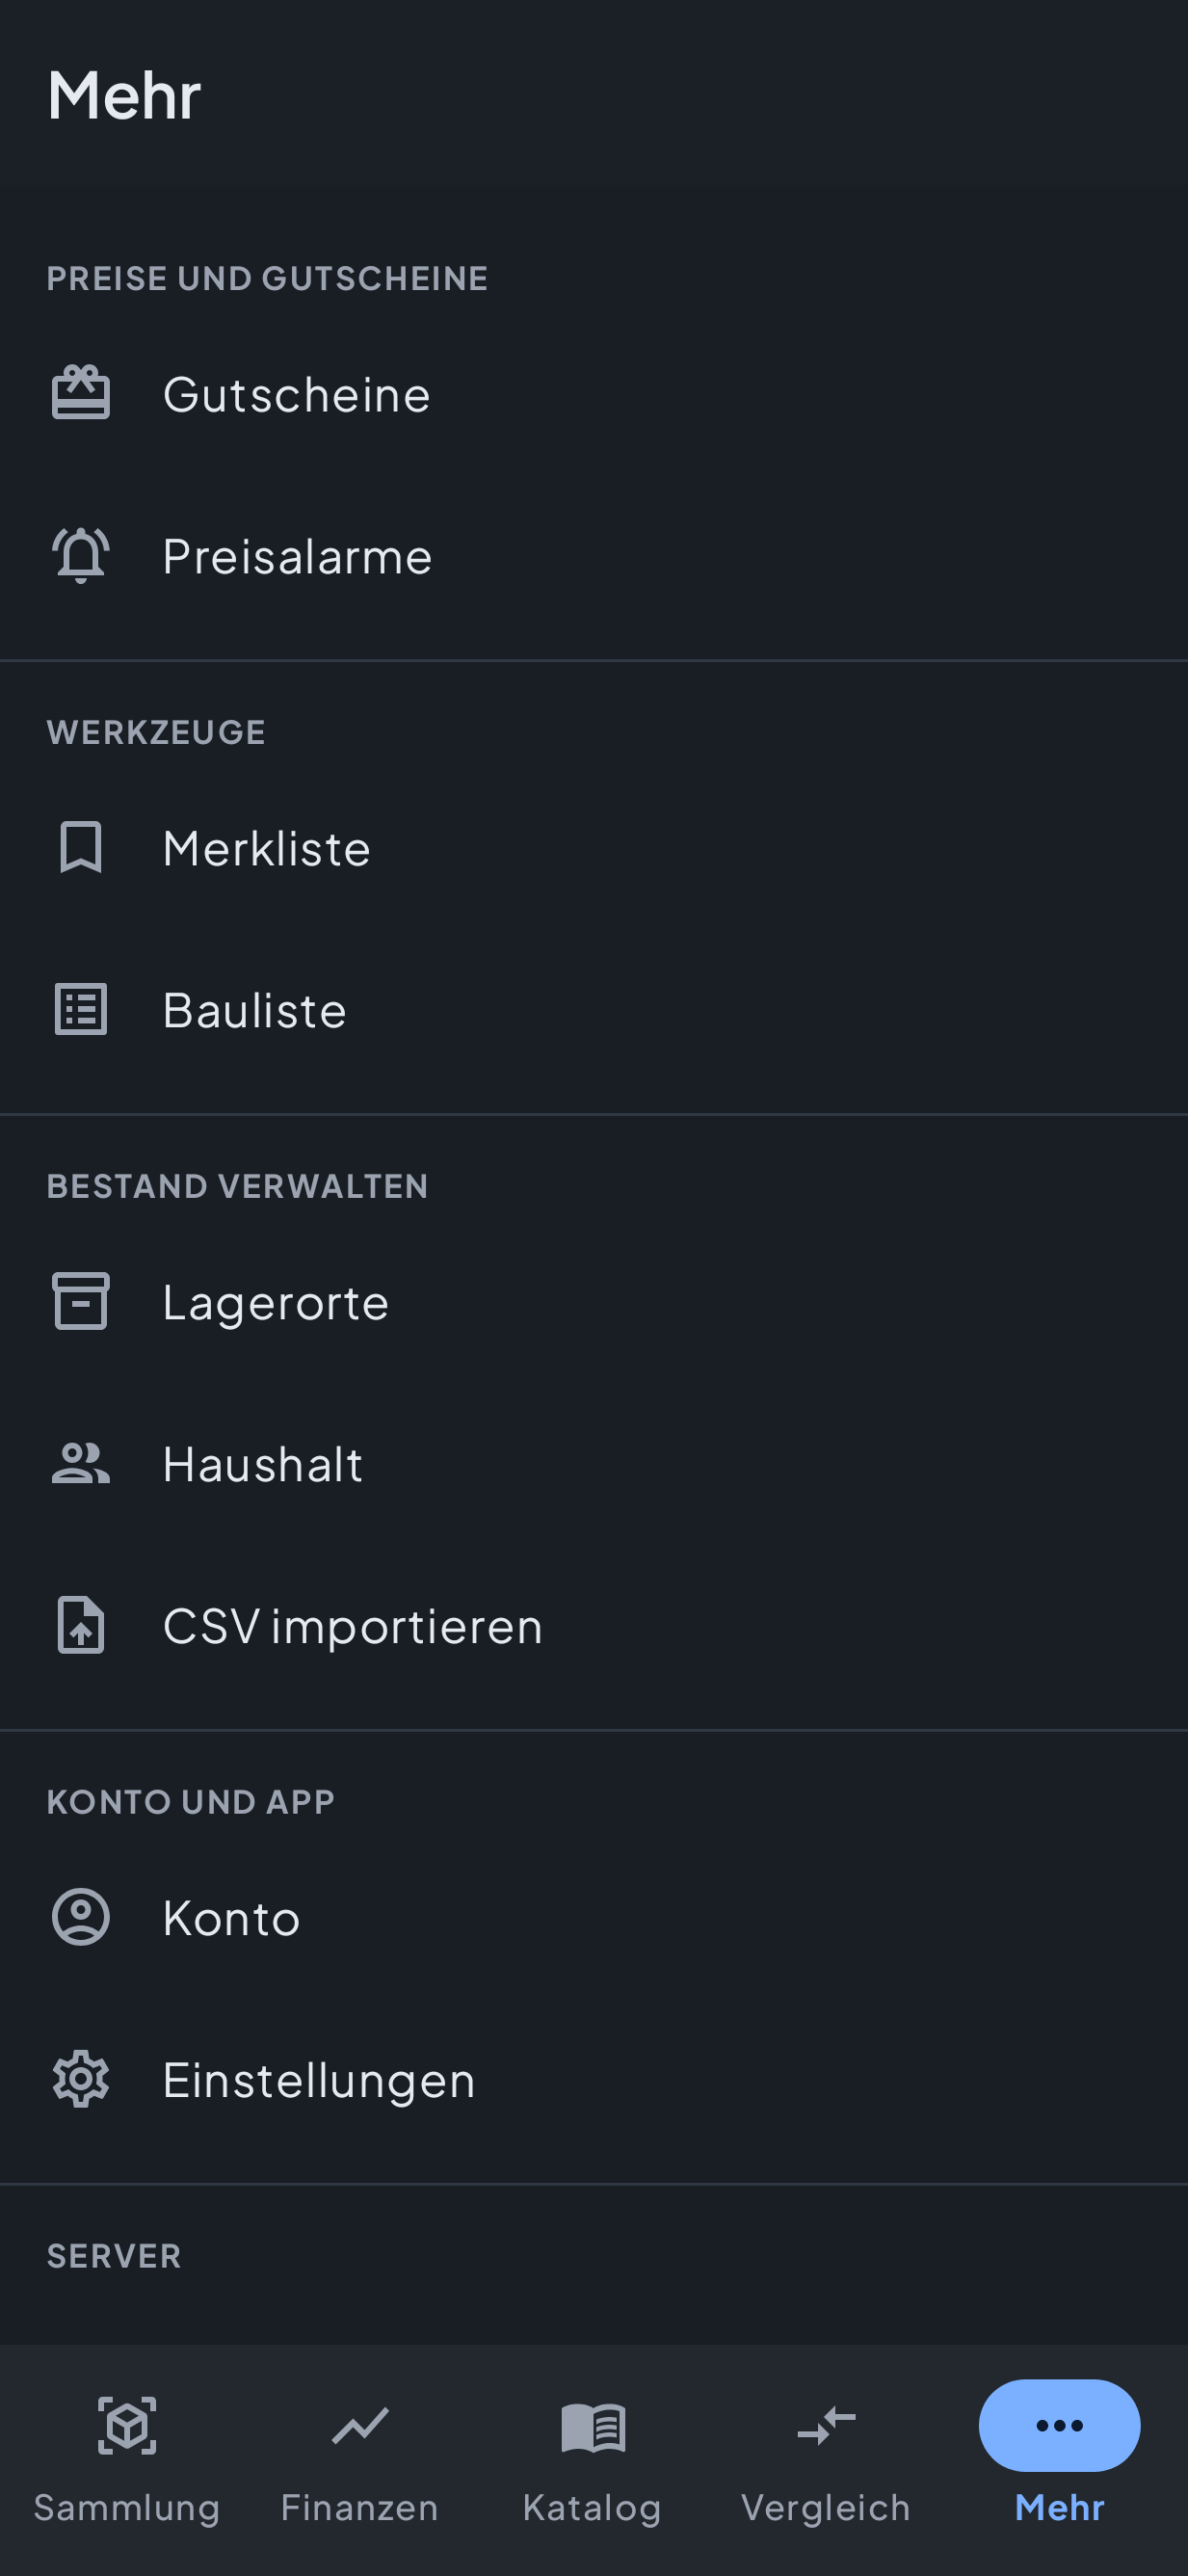 Mehr
PREISE UND GUTSCHEINE
Gutscheine
Preisalarme
WERKZEUGE
Merkliste
Bauliste
BESTAND VERWALTEN
Lagerorte
Haushalt
CSV importieren
KONTO UND APP
Konto
Einstellungen
SERVER
Sammlung Finanzen Katalog Vergleich Mehr